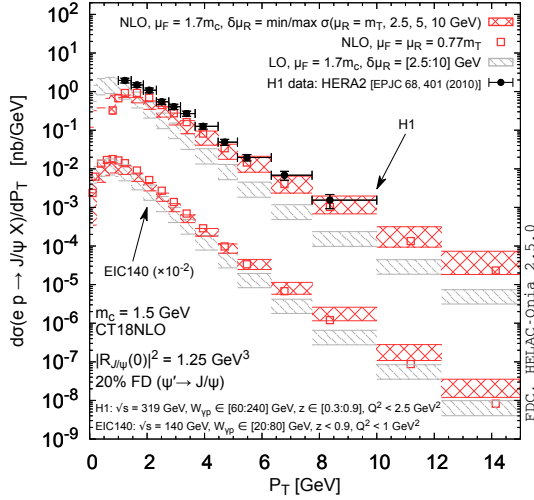 NLO, μF = 1.7mc, δμR = min/max σ(μR = mT, 2.5, 5, 10 GeV)
NLO, μF = μR = 0.77mT
LO, μF = 1.7mc, δμR = [2.5:10] GeV
H1 data: HERA2 [EPJC 68, 401 (2010)]
H1
EIC140 (×10⁻²)
mc = 1.5 GeV
CT18NLO
|RJ/ψ(0)|² = 1.25 GeV³
20% FD (ψ'→ J/ψ)
H1: √s = 319 GeV, Wγp ∈ [60:240] GeV, z ∈ [0.3:0.9], Q² < 2.5 GeV²
EIC140: √s = 140 GeV, Wγp ∈ [20:80] GeV, z < 0.9, Q² < 1 GeV²
dσ(e p → J/ψ X)/dPT [nb/GeV]
10²
10¹
10⁰
10⁻¹
10⁻²
10⁻³
10⁻⁴
10⁻⁵
10⁻⁶
10⁻⁷
10⁻⁸
10⁻⁹
0 2 4 6 8 10 12 14
PT [GeV]
FDC, HELAC-Onia 2.5.0